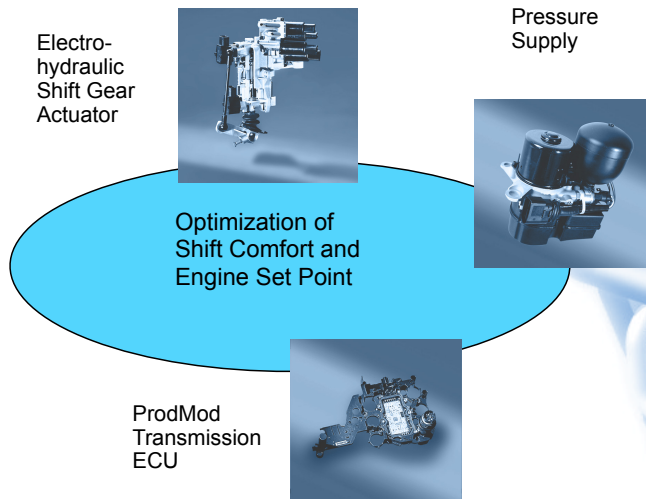 Electro-
hydraulic
Shift Gear
Actuator
Pressure
Supply
Optimization of
Shift Comfort and
Engine Set Point
ProdMod
Transmission
ECU